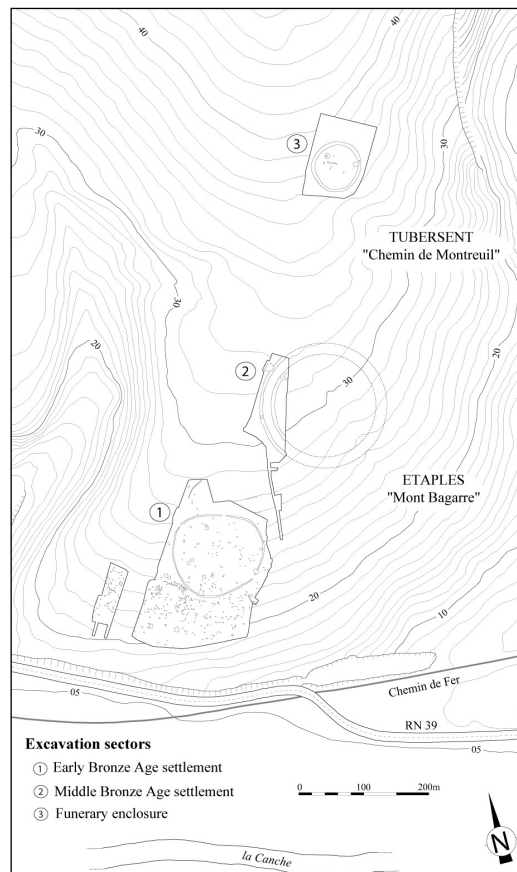 40
40
30
③
30
TUBERSENT
"Chemin de Montreuil"
30
20
20
②
30
ETAPLES
"Mont Bagarre"
①
20
10
Chemin de Fer
05
RN 39
05
Excavation sectors
① Early Bronze Age settlement
② Middle Bronze Age settlement
③ Funerary enclosure
0 100 200m
la Canche
N